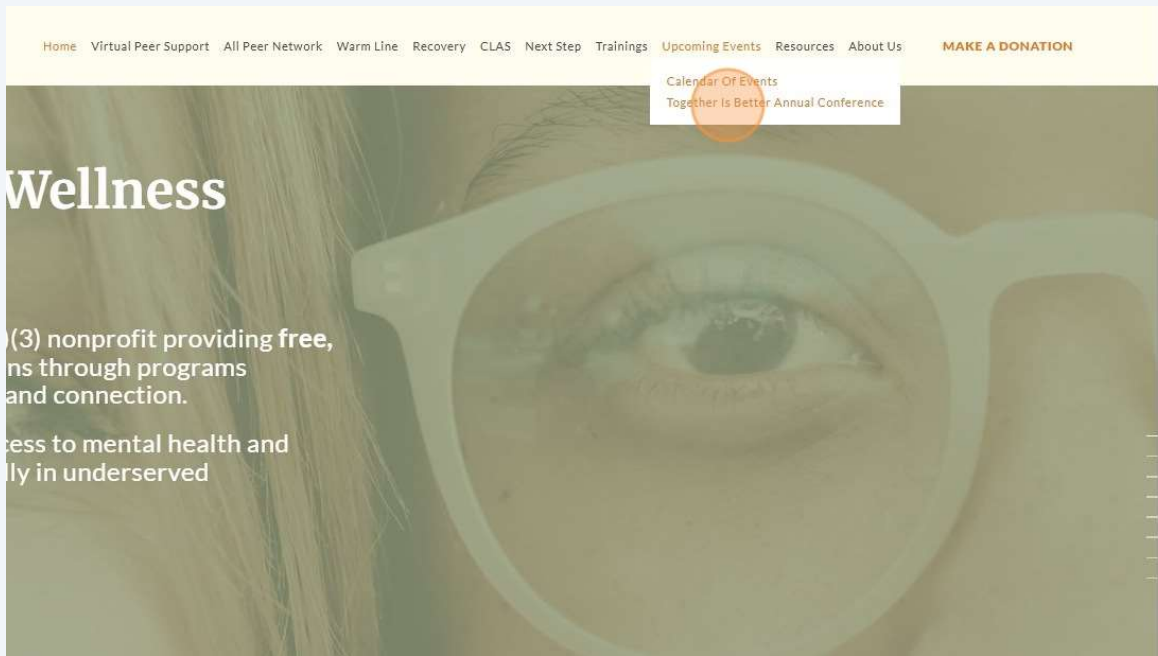 Home Virtual Peer Support All Peer Network Warm Line Recovery CLAS Next Step Trainings Upcoming Events Resources About Us MAKE A DONATION
Calendar Of Events
Together Is Better Annual Conference
Wellness
)(3) nonprofit providing free,
ns through programs
and connection.
cess to mental health and
lly in underserved